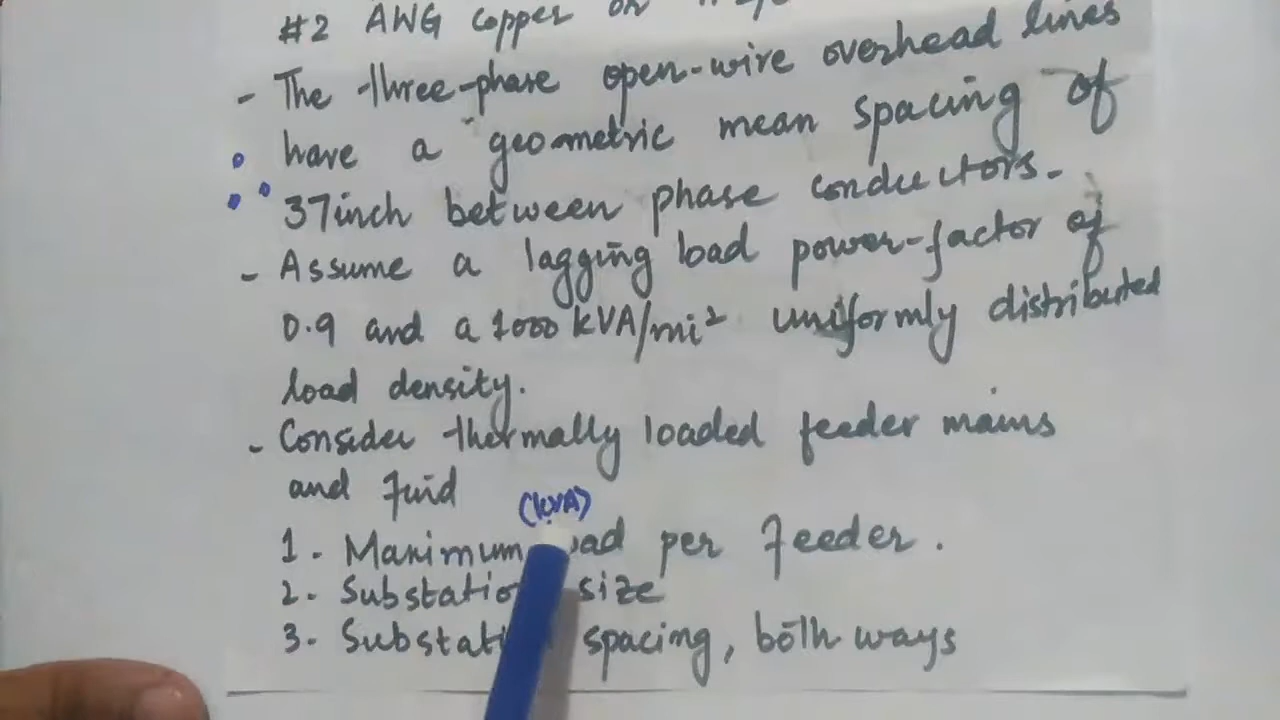 #2 AWG copper or
- The three-phase open-wire overhead lines
have a geometric mean spacing of
37inch between phase conductors.
- Assume a lagging load power-factor of
0.9 and a 1000 kVA/mi² uniformly distributed
load density.
- Consider thermally loaded feeder mains
and find
(kVA)
1. Maximum load per feeder.
2. Substation size
3. Substation spacing, both ways